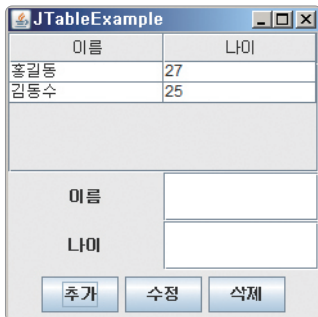 JTableExample
이름 나이
홍길동 27
김동수 25
이름
나이
추가 수정 삭제